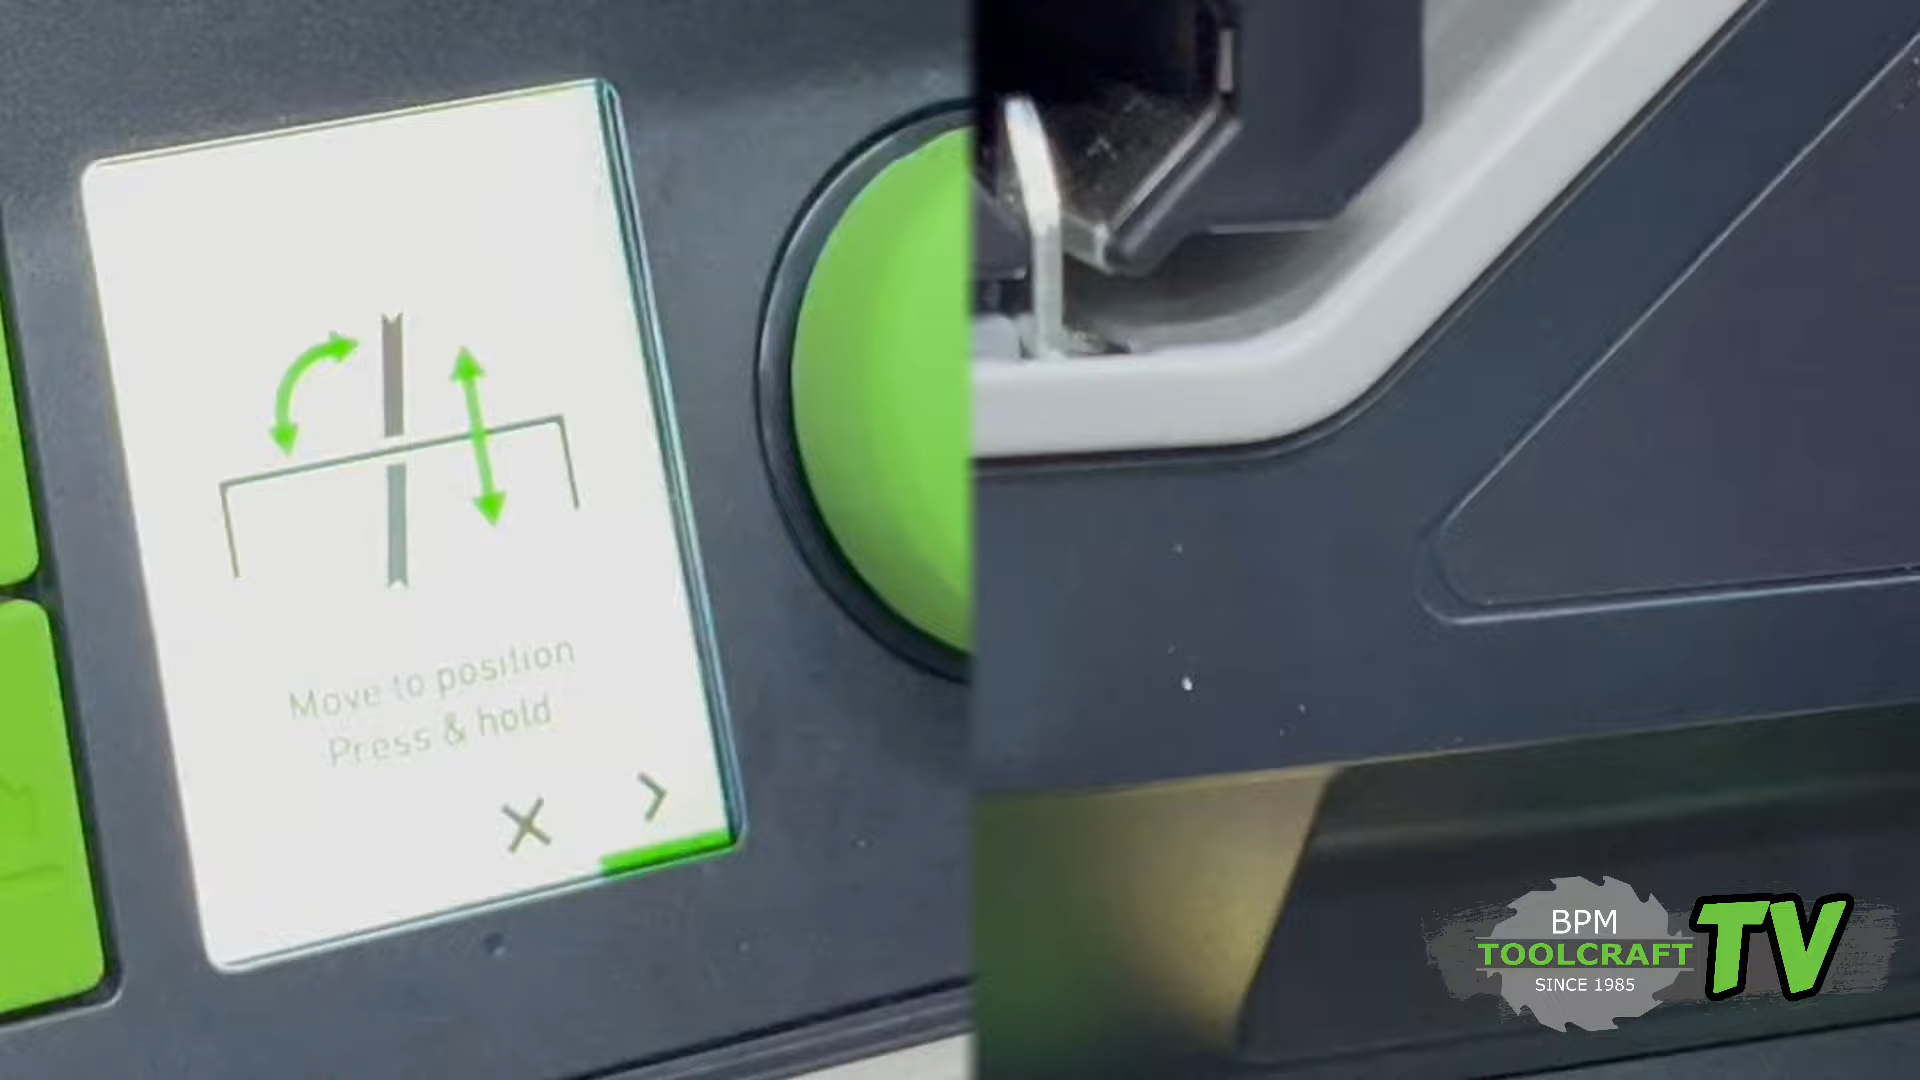 Move to position
Press & hold
BPM
TOOLCRAFT
SINCE 1985
TV